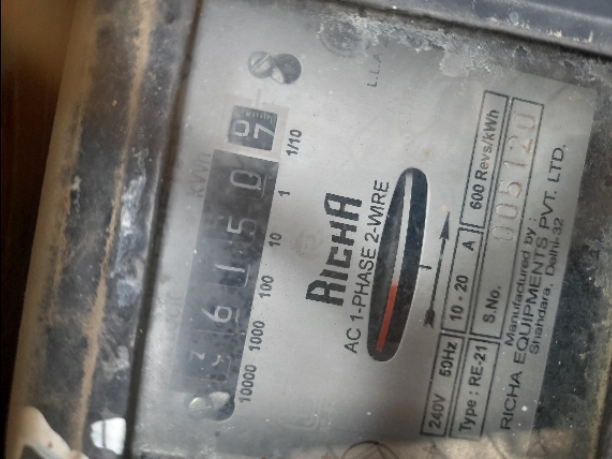 kWh
3 6 1 5 0
10000 1000 100 10 1 1/10
RICHA
AC 1-PHASE 2-WIRE
240V 50Hz 10-20 A 600 Revs/kWh
Type : RE-21 S.No. 005120
Manufactured by :
RICHA EQUIPMENTS PVT. LTD.
Shahdara, Delhi-32